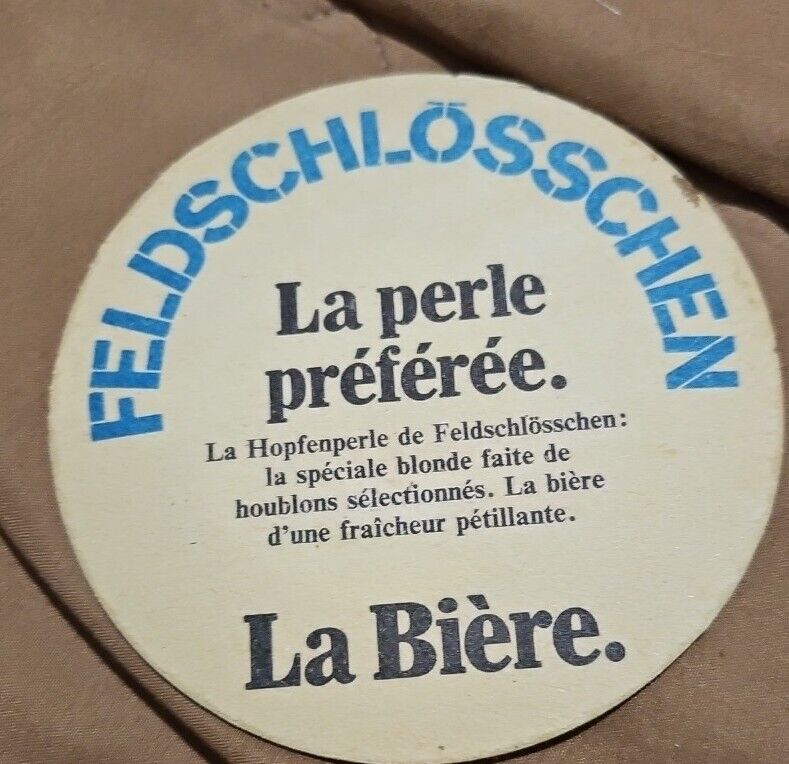 FELDSCHLÖSSCHEN
La perle
préférée.
La Hopfenperle de Feldschlösschen:
la spéciale blonde faite de
houblons sélectionnés. La bière
d'une fraîcheur pétillante.
La Bière.